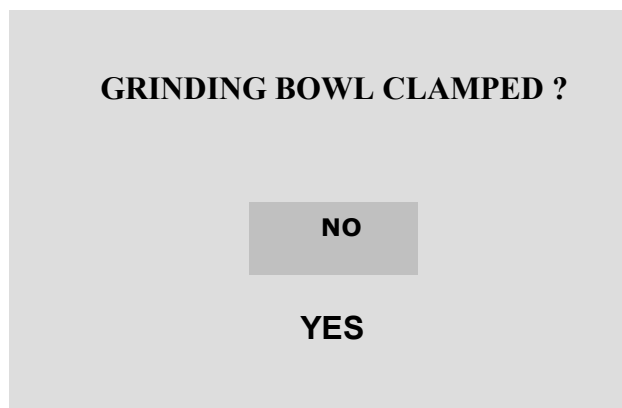 GRINDING BOWL CLAMPED ?
NO
YES